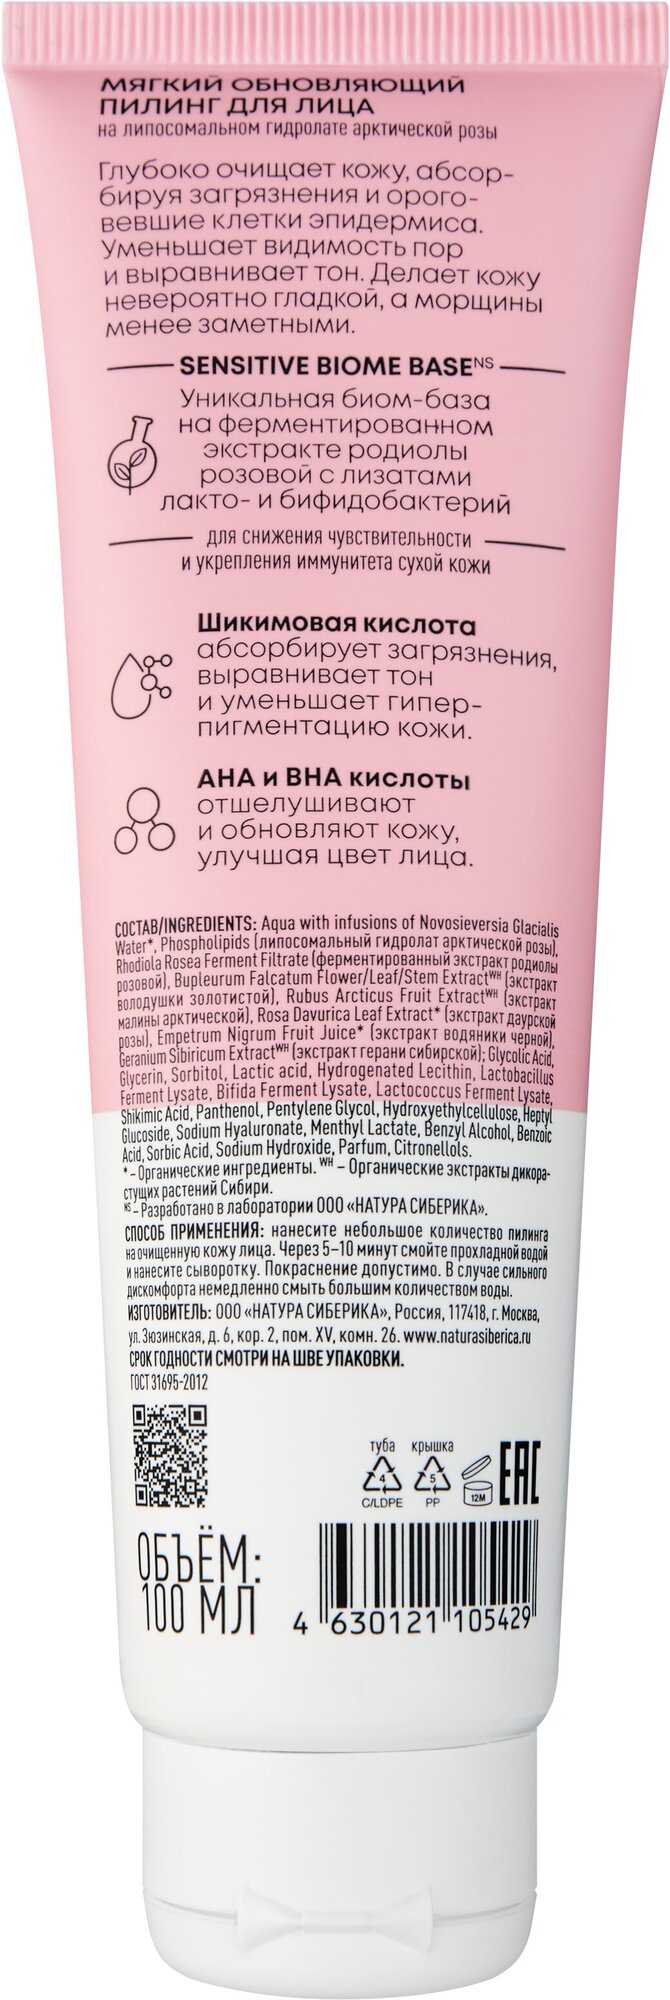 МЯГКИЙ ОБНОВЛЯЮЩИЙ
ПИЛИНГ ДЛЯ ЛИЦА
на липосомальном гидролате арктической розы
Глубоко очищает кожу, абсор-
бируя загрязнения и орого-
вевшие клетки эпидермиса.
Уменьшает видимость пор
и выравнивает тон. Делает кожу
невероятно гладкой, а морщины
менее заметными.
SENSITIVE BIOME BASE NS
Уникальная биом-база
на ферментированном
экстракте родиолы
розовой с лизатами
лакто- и бифидобактерий
для снижения чувствительности
и укрепления иммунитета сухой кожи
Шикимовая кислота
абсорбирует загрязнения,
выравнивает тон
и уменьшает гипер-
пигментацию кожи.
AHA и BHA кислоты
отшелушивают
и обновляют кожу,
улучшая цвет лица.
СОСТАВ/INGREDIENTS: Aqua with infusions of Novosieversia Glacialis
Water*, Phospholipids (липосомальный гидролат арктической розы),
Rhodiola Rosea Ferment Filtrate (ферментированный экстракт родиолы
розовой), Bupleurum Falcatum Flower/Leaf/Stem Extract WH (экстракт
володушки золотистой), Rubus Arcticus Fruit Extract WH (экстракт
малины арктической), Rosa Davurica Leaf Extract* (экстракт даурской
розы), Empetrum Nigrum Fruit Juice* (экстракт водяники черной),
Geranium Sibiricum Extract WH (экстракт герани сибирской); Glycolic Acid,
Glycerin, Sorbitol, Lactic acid, Hydrogenated Lecithin, Lactobacillus
Ferment Lysate, Bifida Ferment Lysate, Lactococcus Ferment Lysate,
Shikimic Acid, Panthenol, Pentylene Glycol, Hydroxyethylcellulose, Heptyl
Glucoside, Sodium Hyaluronate, Menthyl Lactate, Benzyl Alcohol, Benzoic
Acid, Sorbic Acid, Sodium Hydroxide, Parfum, Citronellols.
* – Органические ингредиенты. WH – Органические экстракты дикора-
стущих растений Сибири.
NS – Разработано в лаборатории ООО «НАТУРА СИБЕРИКА».
СПОСОБ ПРИМЕНЕНИЯ: нанесите небольшое количество пилинга
на очищенную кожу лица. Через 5–10 минут смойте прохладной водой
и нанесите сыворотку. Покраснение допустимо. В случае сильного
дискомфорта немедленно смыть большим количеством воды.
ИЗГОТОВИТЕЛЬ: ООО «НАТУРА СИБЕРИКА», Россия, 117418, г. Москва,
ул. Зюзинская, д. 6, кор. 2, пом. XV, комн. 26. www.naturasiberica.ru
СРОК ГОДНОСТИ СМОТРИ НА ШВЕ УПАКОВКИ.
ГОСТ 31695-2012
туба крышка
4 5 12M EAC
C/LDPE PP
ОБЪЁМ:
100 МЛ
4 630121 105429